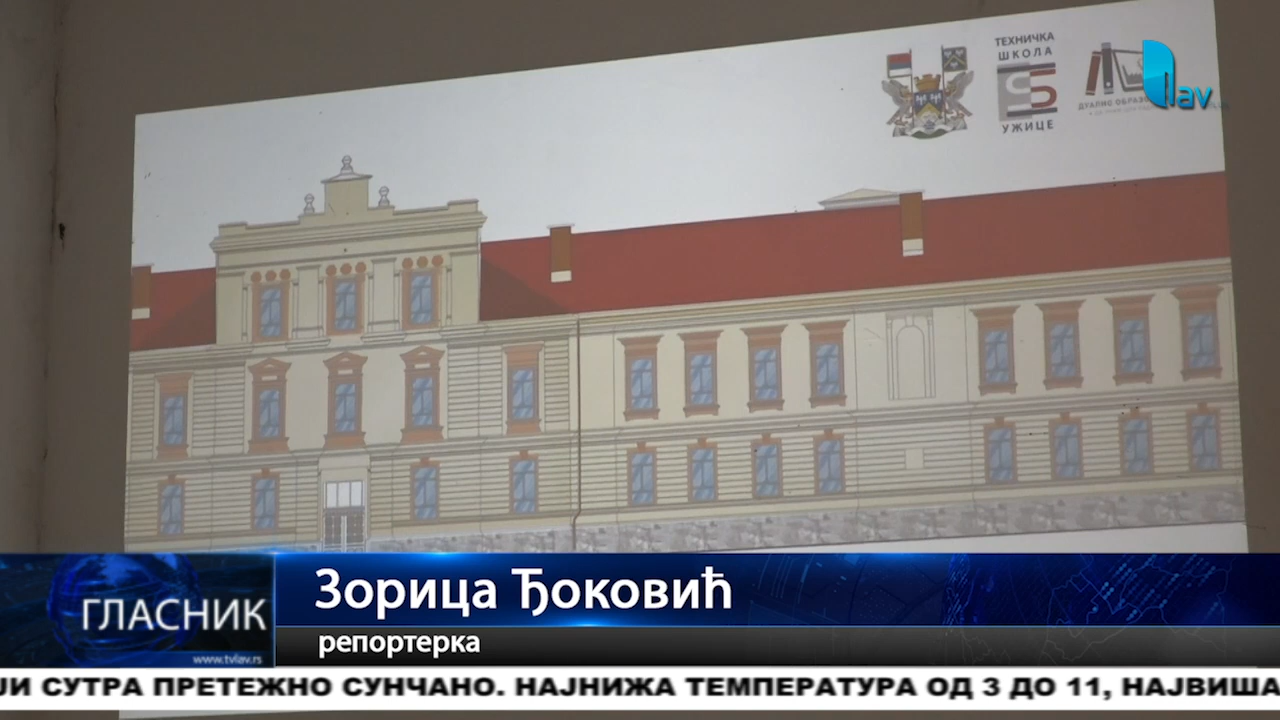 ТЕХНИЧКА
ШКОЛА
УЖИЦЕ
ДУАЛНО
lav
Зорица Ђоковић
ГЛАСНИК
репортерка
www.tvlav.rs
СУТРА ПРЕТЕЖНО СУНЧАНО. НАЈНИЖА ТЕМПЕРАТУРА ОД 3 ДО 11, НАЈВИША